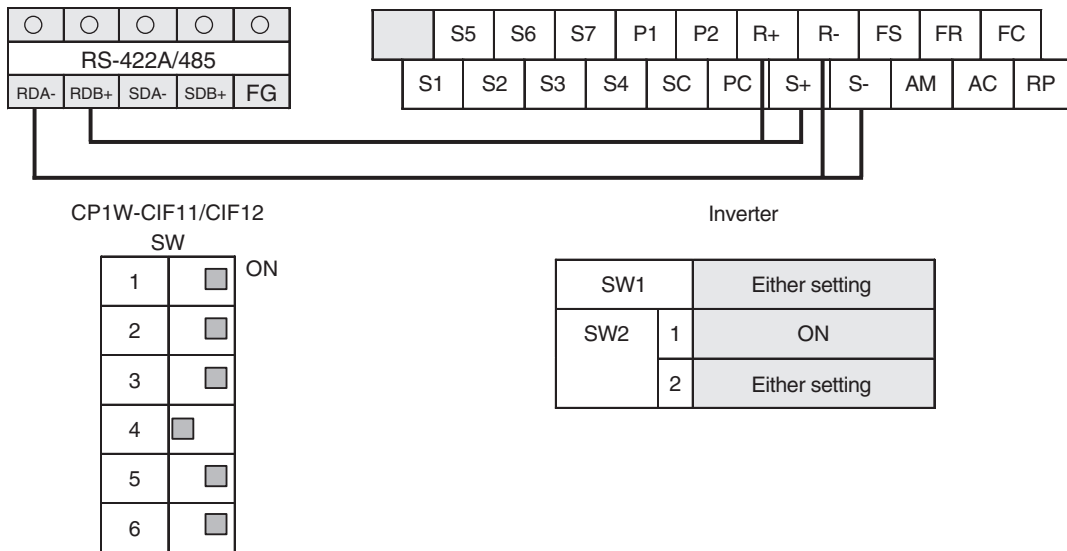 RS-422A/485
RDA- RDB+ SDA- SDB+ FG
S5 S6 S7 P1 P2 R+ R- FS FR FC
S1 S2 S3 S4 SC PC S+ S- AM AC RP
CP1W-CIF11/CIF12
Inverter
SW
ON
1
2
3
4
5
6
SW1 Either setting
SW2 1 ON
2 Either setting